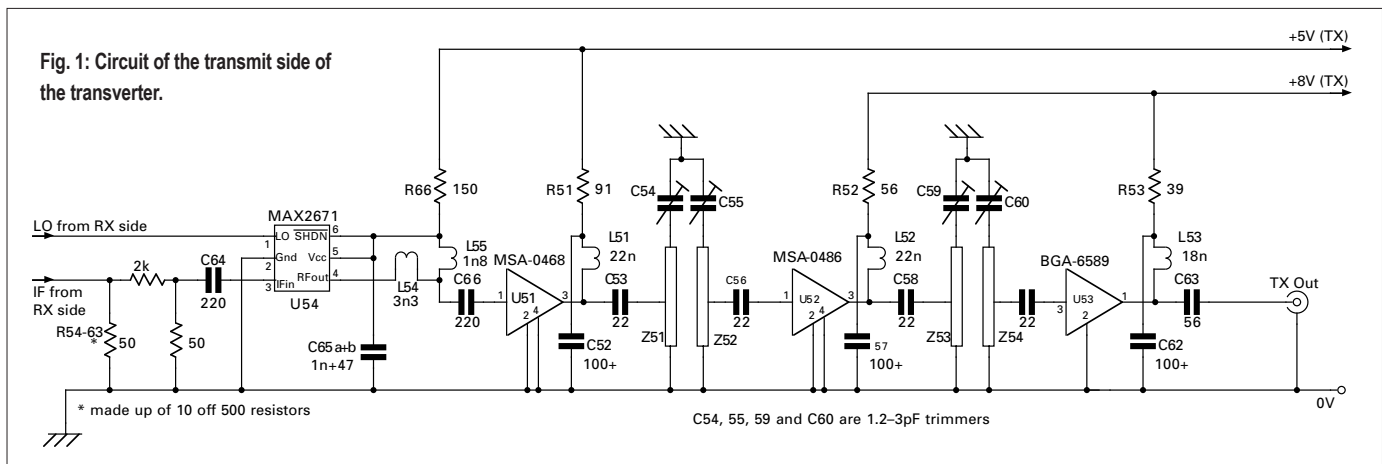 Fig. 1: Circuit of the transmit side of
the transverter.
+5V (TX)
+8V (TX)
R66 150
R51 91
C54
C55
R52 56
C59
C60
R53 39
LO from RX side
MAX2671
LO SHDN 6
1
Gnd Vcc 5
2
IFin RFout 4
3
U54
IF from
RX side
2k
C64
220
R54-63
*
50
50
L55
1n8
L54
3n3
C66
220
C65a+b
1n+47
MSA-0468
1 U51 3
2 4
L51
22n
C53
22
C52
100+
Z51
Z52
C56
22
MSA-0486
1 U52 3
2 4
L52
22n
C58
22
57
100+
Z53
Z54
22
BGA-6589
3 U53 1
2
L53
18n
C63
56
C62
100+
TX Out
0V
* made up of 10 off 500 resistors
C54, 55, 59 and C60 are 1.2–3pF trimmers